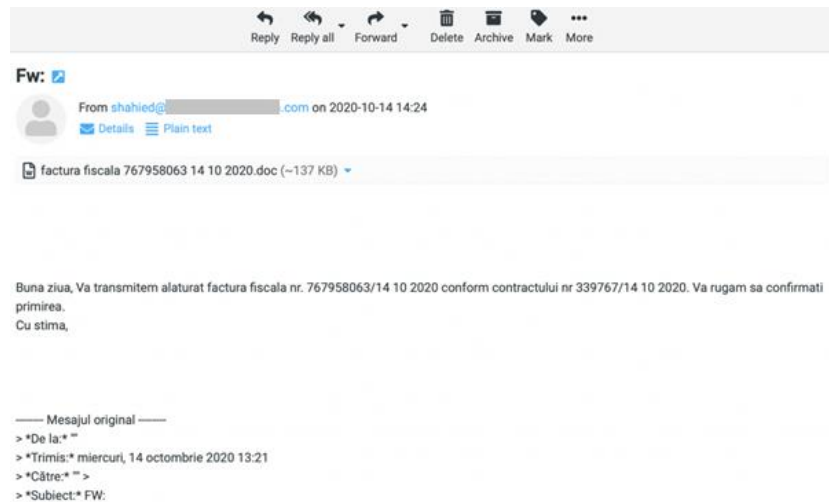 Reply Reply all Forward Delete Archive Mark More
Fw:
From shahied@ .com on 2020-10-14 14:24
Details Plain text
factura fiscala 767958063 14 10 2020.doc (~137 KB)
Buna ziua, Va transmitem alaturat factura fiscala nr. 767958063/14 10 2020 conform contractului nr 339767/14 10 2020. Va rugam sa confirmati
primirea.
Cu stima,
-------- Mesajul original --------
> *De la:* ""
> *Trimis:* miercuri, 14 octombrie 2020 13:21
> *Către:* "" >
> *Subiect:* FW: